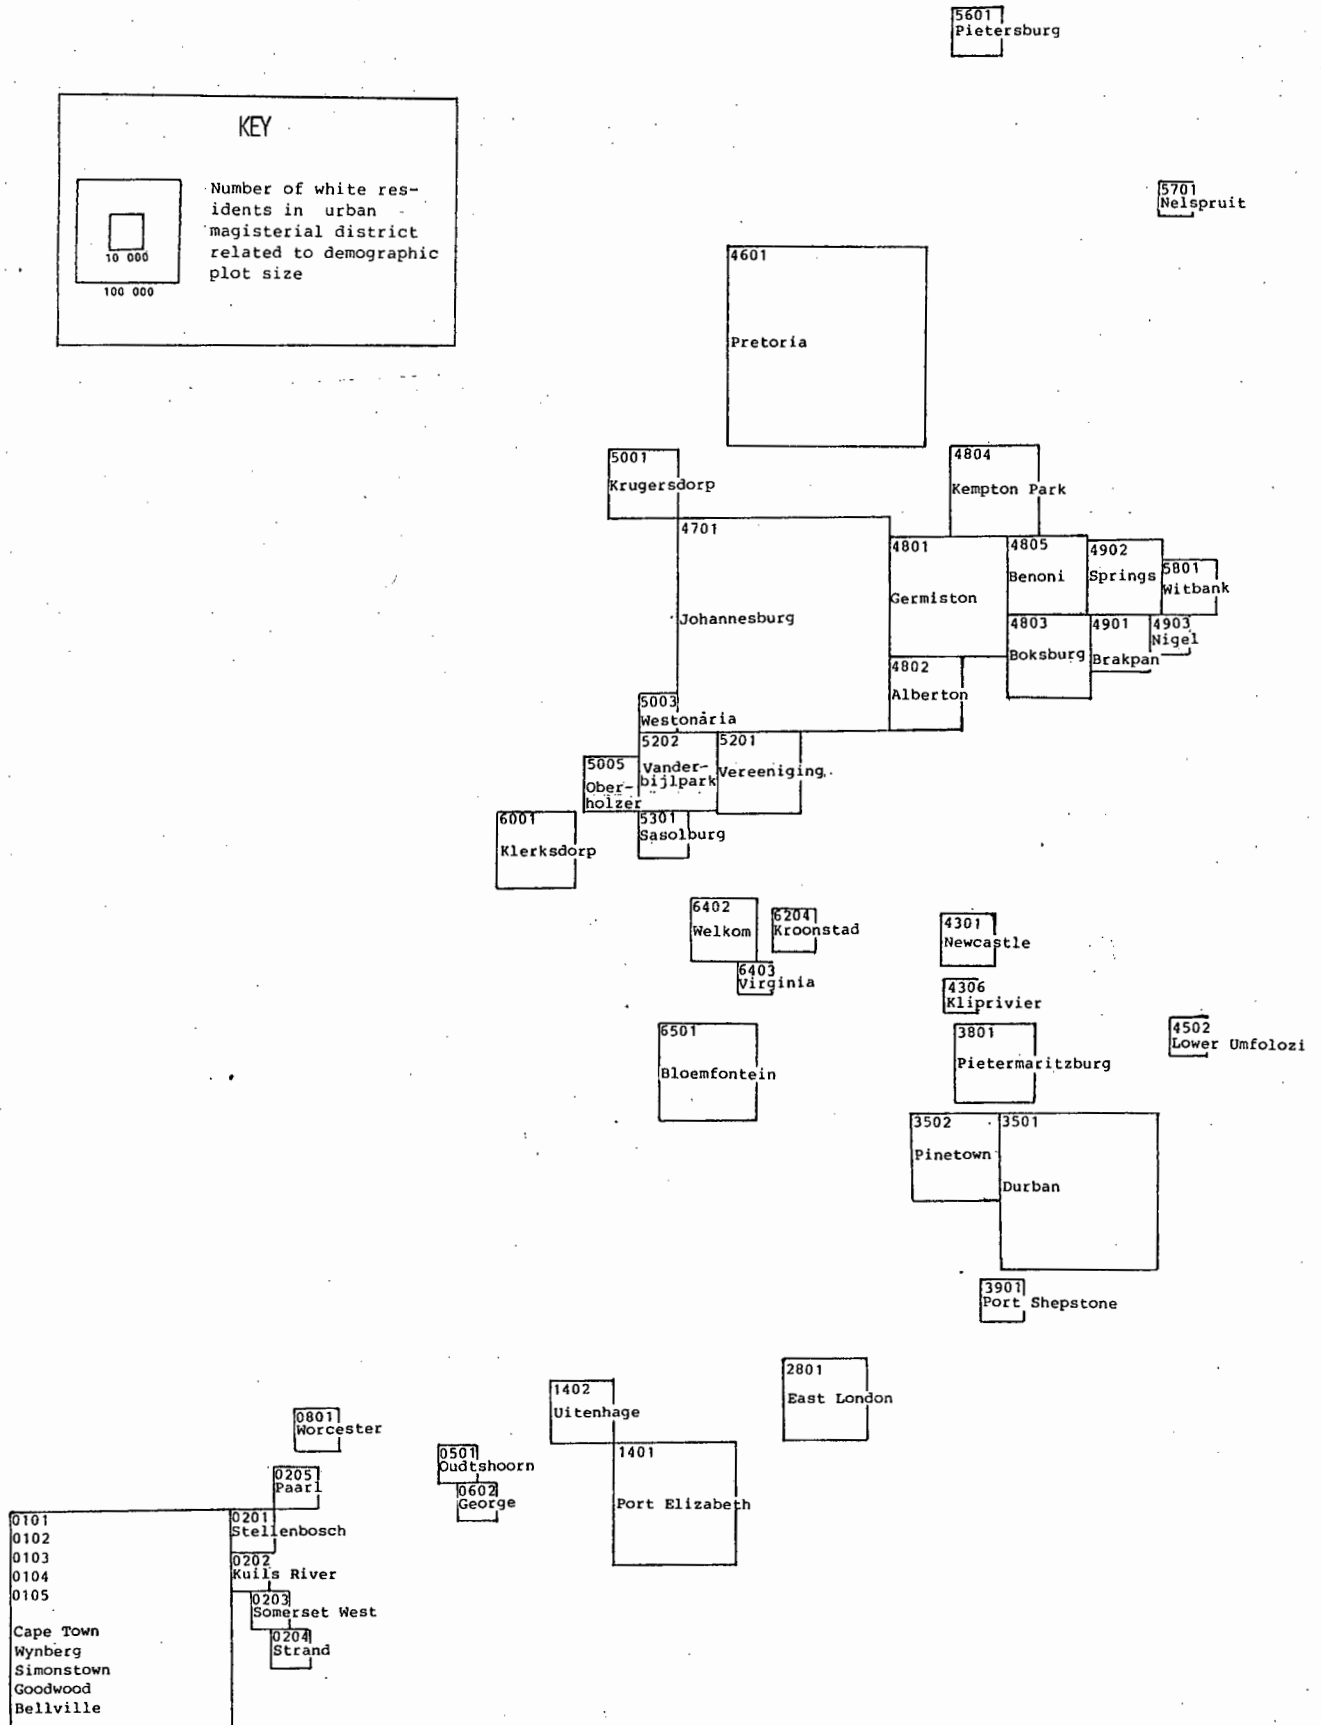 5601
Pietersburg
KEY
Number of white res-
idents in urban
magisterial district
related to demographic
plot size
10 000
100 000
5701
Nelspruit
4601
Pretoria
5001
Krugersdorp
4804
Kempton Park
4701
Johannesburg
4801
Germiston
4805
Benoni
4902
Springs
5801
Witbank
4803
Boksburg
4901
Brakpan
4903
Nigel
4802
Alberton
5003
Westonaria
5202
Vander-
bijlpark
5201
Vereeniging
5005
Ober-
holzer
5301
Sasolburg
6001
Klerksdorp
6402
Welkom
6204
Kroonstad
6403
Virginia
4301
Newcastle
4306
Kliprivier
4502
Lower Umfolozi
6501
Bloemfontein
3801
Pietermaritzburg
3502
Pinetown
3501
Durban
3901
Port Shepstone
2801
East London
1402
Uitenhage
1401
Port Elizabeth
0801
Worcester
0501
Oudtshoorn
0602
George
0205
Paarl
0201
Stellenbosch
0202
Kuils River
0203
Somerset West
0204
Strand
0101
0102
0103
0104
0105
Cape Town
Wynberg
Simonstown
Goodwood
Bellville